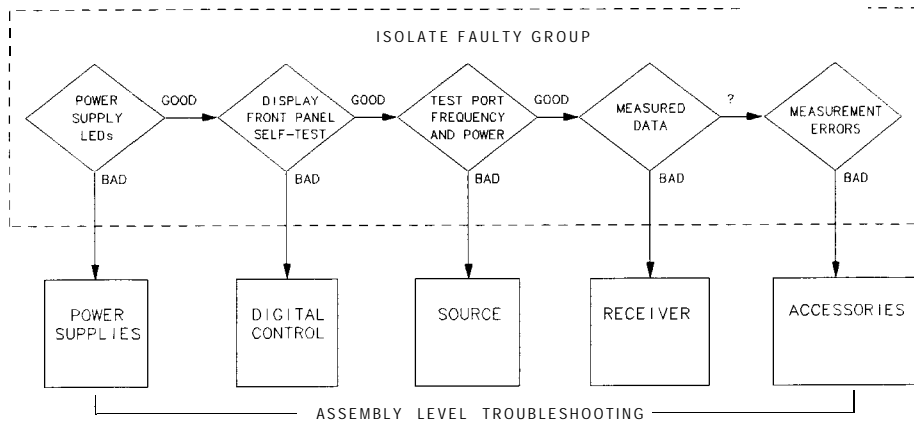 ISOLATE FAULTY GROUP
POWER
SUPPLY
LEDs
GOOD
DISPLAY
FRONT PANEL
SELF-TEST
GOOD
TEST PORT
FREQUENCY
AND POWER
GOOD
MEASURED
DATA
?
MEASUREMENT
ERRORS
BAD
BAD
BAD
BAD
BAD
POWER
SUPPLIES
DIGITAL
CONTROL
SOURCE
RECEIVER
ACCESSORIES
ASSEMBLY LEVEL TROUBLESHOOTING